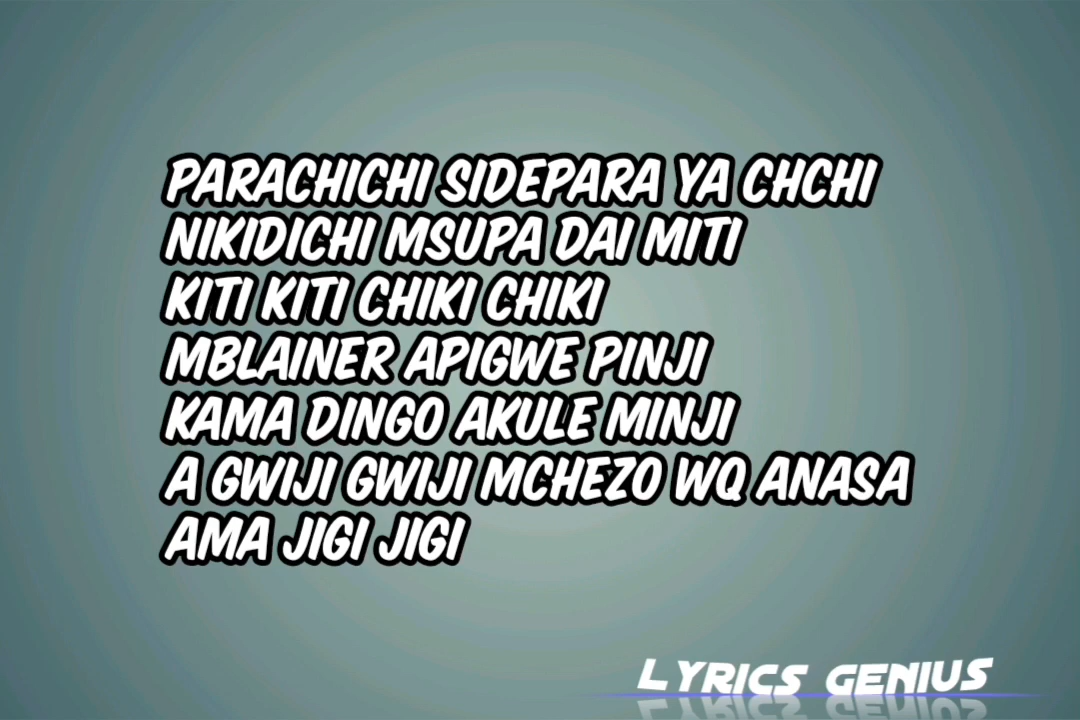 PARACHICHI SIDEPARA YA CHCHI
NIKIDICHI MSUPA DAI MITI
KITI KITI CHIKI CHIKI
MBLAINER APIGWE PINJI
KAMA DINGO AKULE MINJI
A GWIJI GWIJI MCHEZO WQ ANASA
AMA JIGI JIGI
LYRICS GENIUS